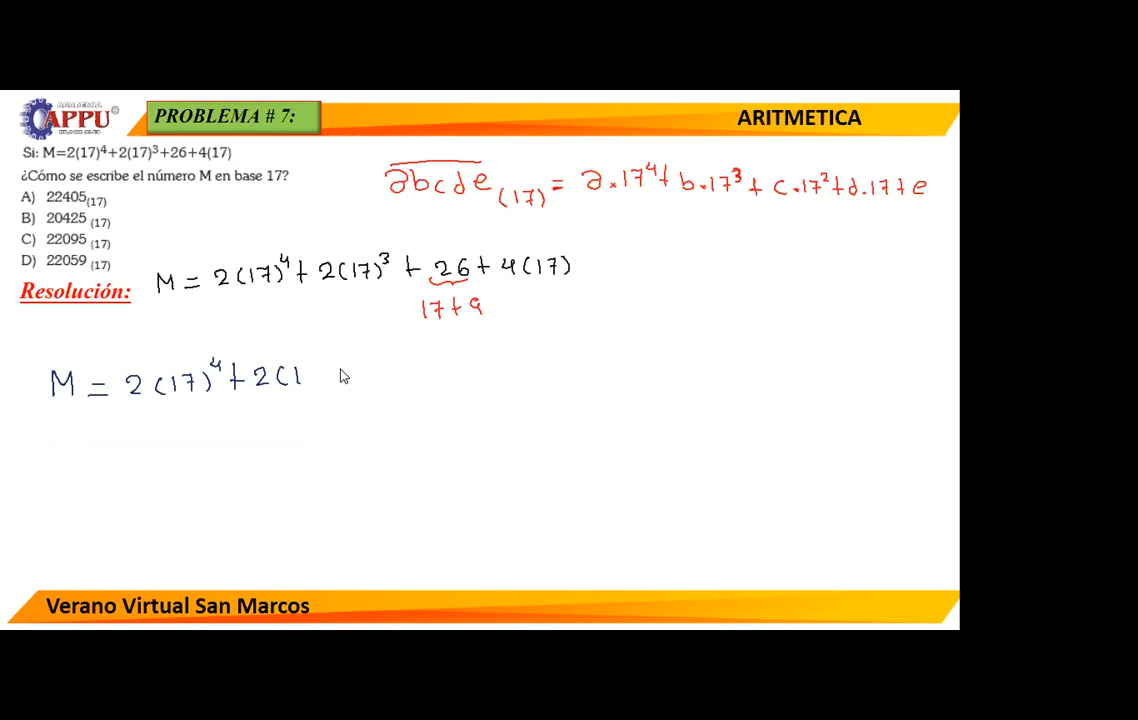 ACADEMIA
APPU®
PROBLEMA # 7:
ARITMETICA
Si: M=2(17)⁴+2(17)³+26+4(17)
¿Cómo se escribe el número M en base 17?
A) 22405₍₁₇₎
B) 20425 ₍₁₇₎
C) 22095 ₍₁₇₎
D) 22059 ₍₁₇₎
abcde₍₁₇₎ = a×17⁴+ b.17³ + c.17²+d.17+e
Resolución:
M = 2(17)⁴+ 2(17)³ + 26 + 4(17)
17+9
M = 2(17)⁴+ 2(1
Verano Virtual San Marcos